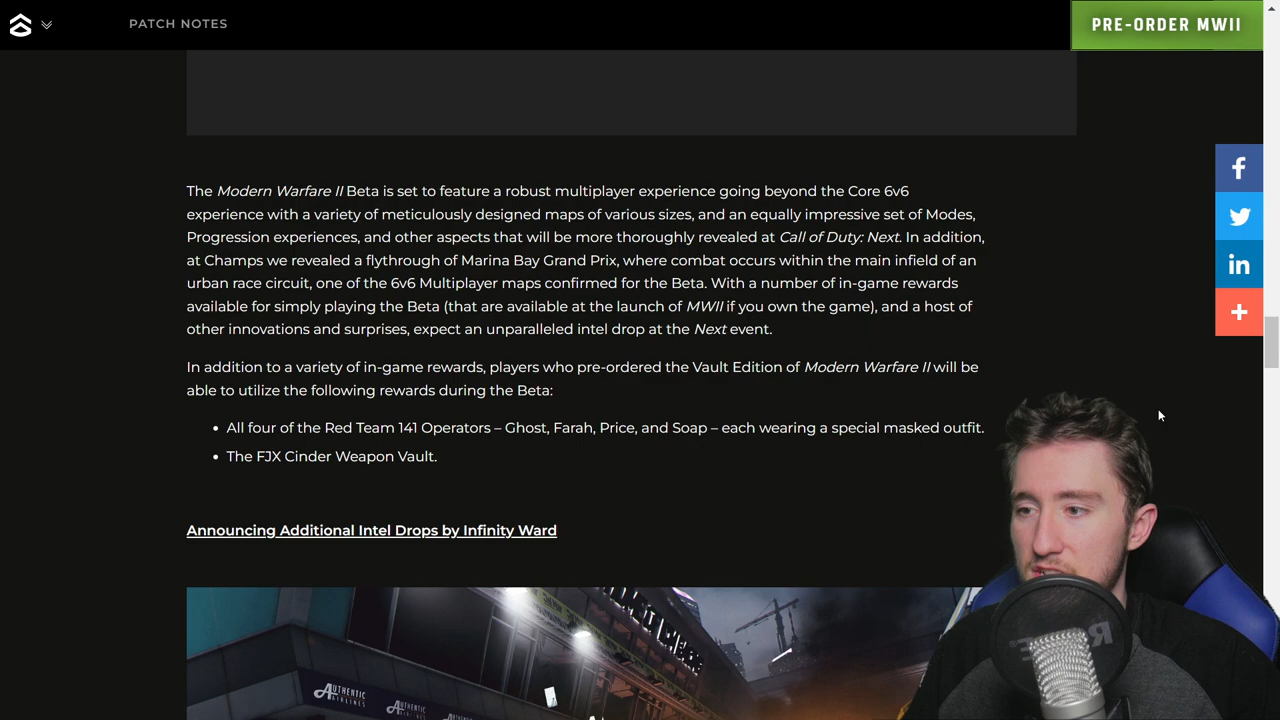 PATCH NOTES
PRE-ORDER MWII
The Modern Warfare II Beta is set to feature a robust multiplayer experience going beyond the Core 6v6
experience with a variety of meticulously designed maps of various sizes, and an equally impressive set of Modes,
Progression experiences, and other aspects that will be more thoroughly revealed at Call of Duty: Next. In addition,
at Champs we revealed a flythrough of Marina Bay Grand Prix, where combat occurs within the main infield of an
urban race circuit, one of the 6v6 Multiplayer maps confirmed for the Beta. With a number of in-game rewards
available for simply playing the Beta (that are available at the launch of MWII if you own the game), and a host of
other innovations and surprises, expect an unparalleled intel drop at the Next event.
In addition to a variety of in-game rewards, players who pre-ordered the Vault Edition of Modern Warfare II will be
able to utilize the following rewards during the Beta:
• All four of the Red Team 141 Operators – Ghost, Farah, Price, and Soap – each wearing a special masked outfit.
• The FJX Cinder Weapon Vault.
Announcing Additional Intel Drops by Infinity Ward
AUTHENTIC
AIRLINES